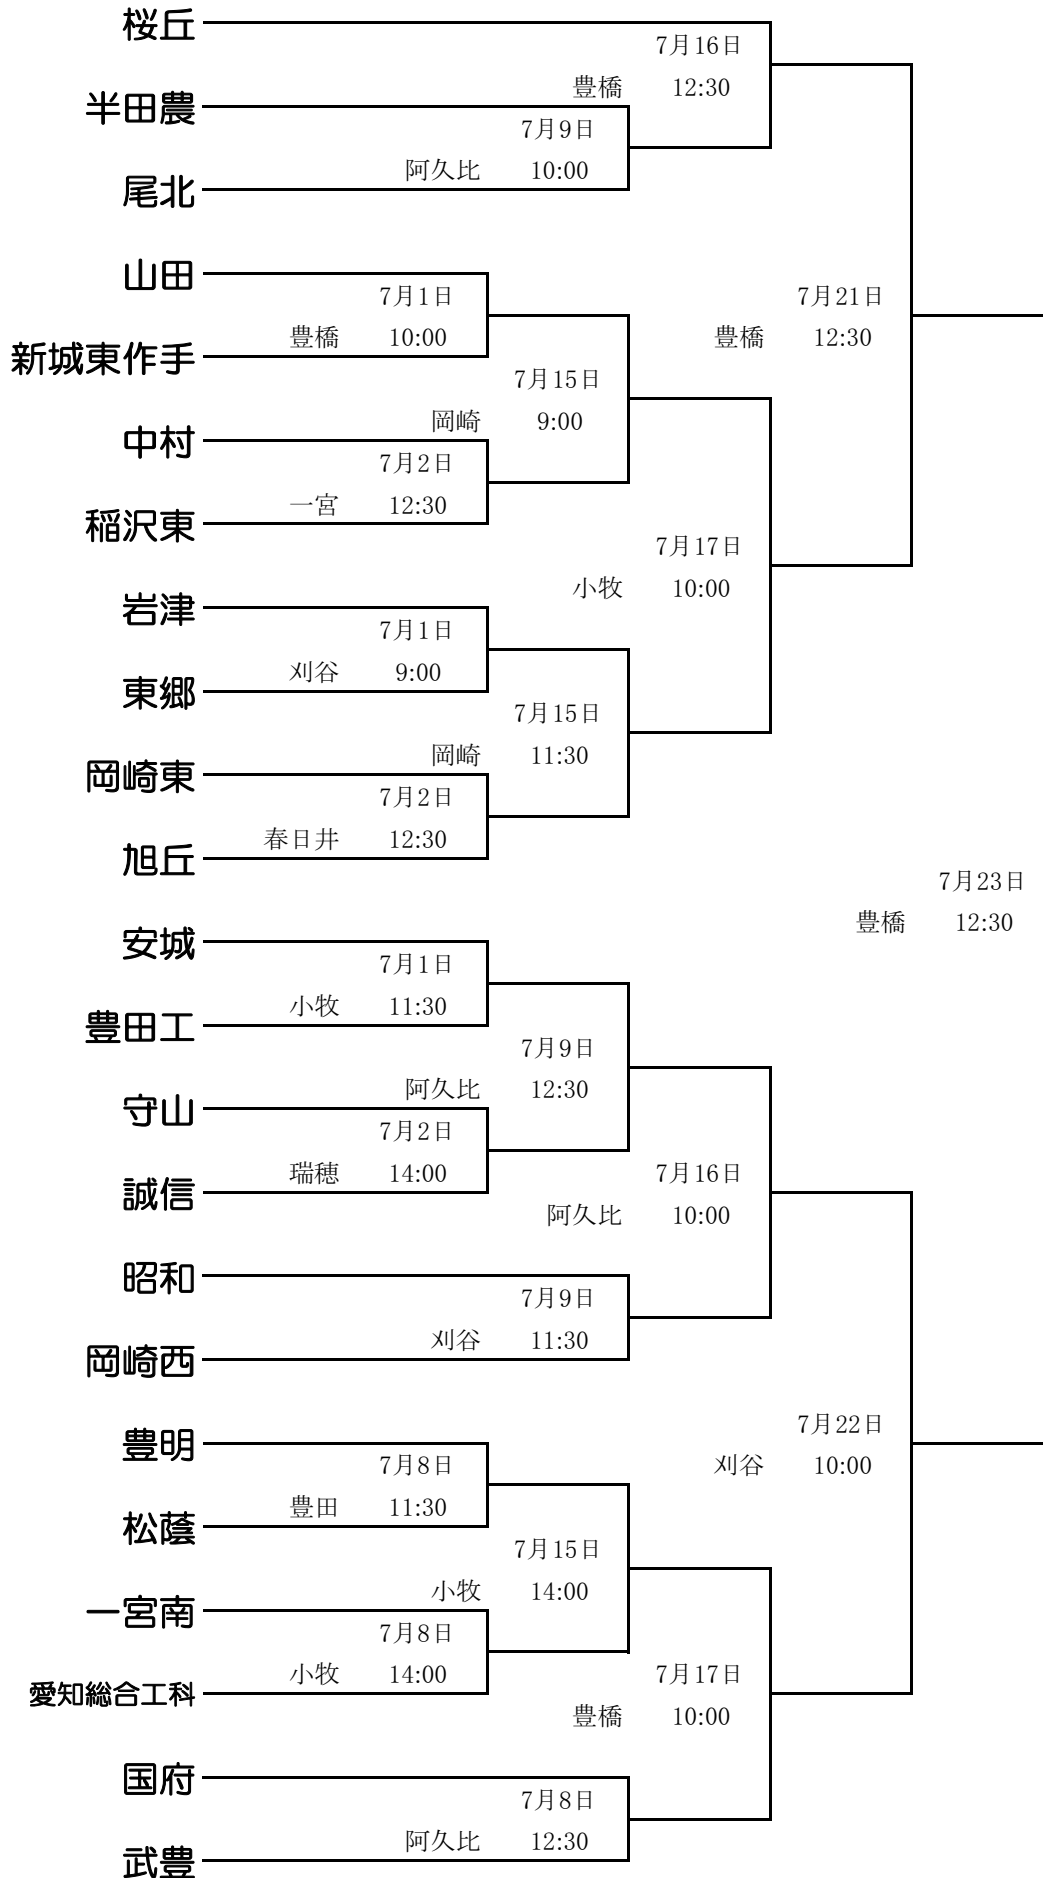 桜丘
7月16日
豊橋 12:30
半田農
7月9日
阿久比 10:00
尾北
山田
7月1日 7月21日
豊橋 10:00 豊橋 12:30
新城東作手
7月15日
岡崎 9:00
中村
7月2日
一宮 12:30
稲沢東
7月17日
小牧 10:00
岩津
7月1日
刈谷 9:00
東郷
7月15日
岡崎 11:30
岡崎東
7月2日
春日井 12:30
旭丘
7月23日
豊橋 12:30
安城
7月1日
小牧 11:30
豊田工
7月9日
阿久比 12:30
守山
7月2日
瑞穂 14:00
誠信
7月16日
阿久比 10:00
昭和
7月9日
刈谷 11:30
岡崎西
7月22日
刈谷 10:00
豊明
7月8日
豊田 11:30
松蔭
7月15日
小牧 14:00
一宮南
7月8日
小牧 14:00
愛知総合工科
7月17日
豊橋 10:00
国府
7月8日
阿久比 12:30
武豊